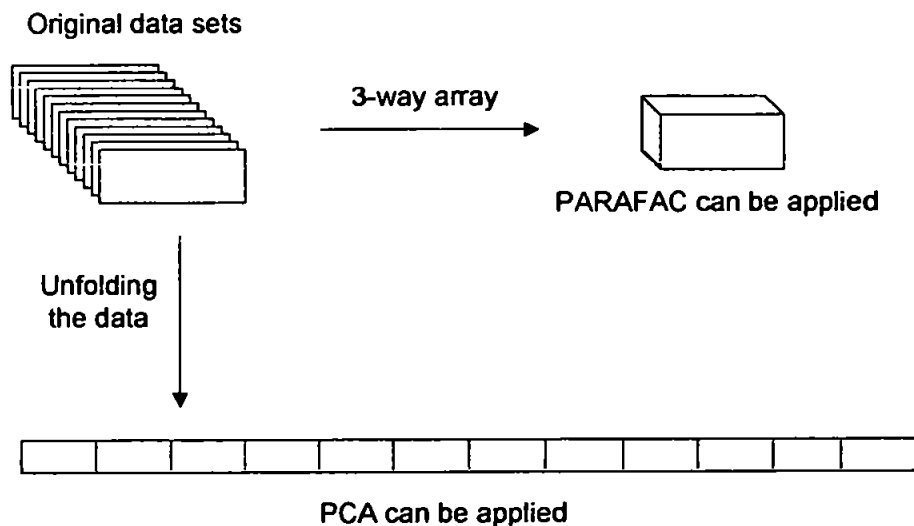 Original data sets
3-way array
PARAFAC can be applied
Unfolding
the data
PCA can be applied